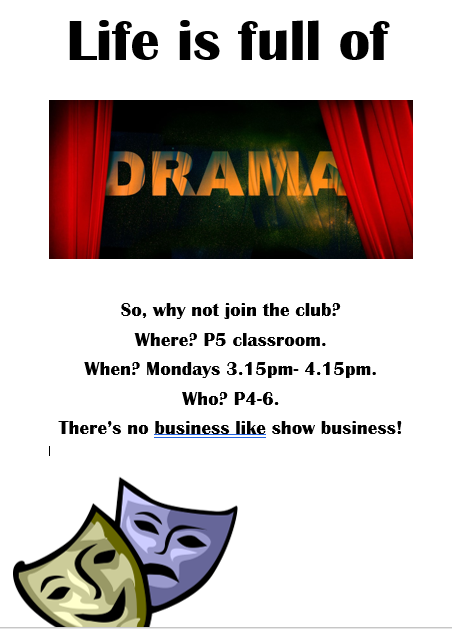 Life is full of
DRAMA
So, why not join the club?
Where? P5 classroom.
When? Mondays 3.15pm- 4.15pm.
Who? P4-6.
There’s no business like show business!